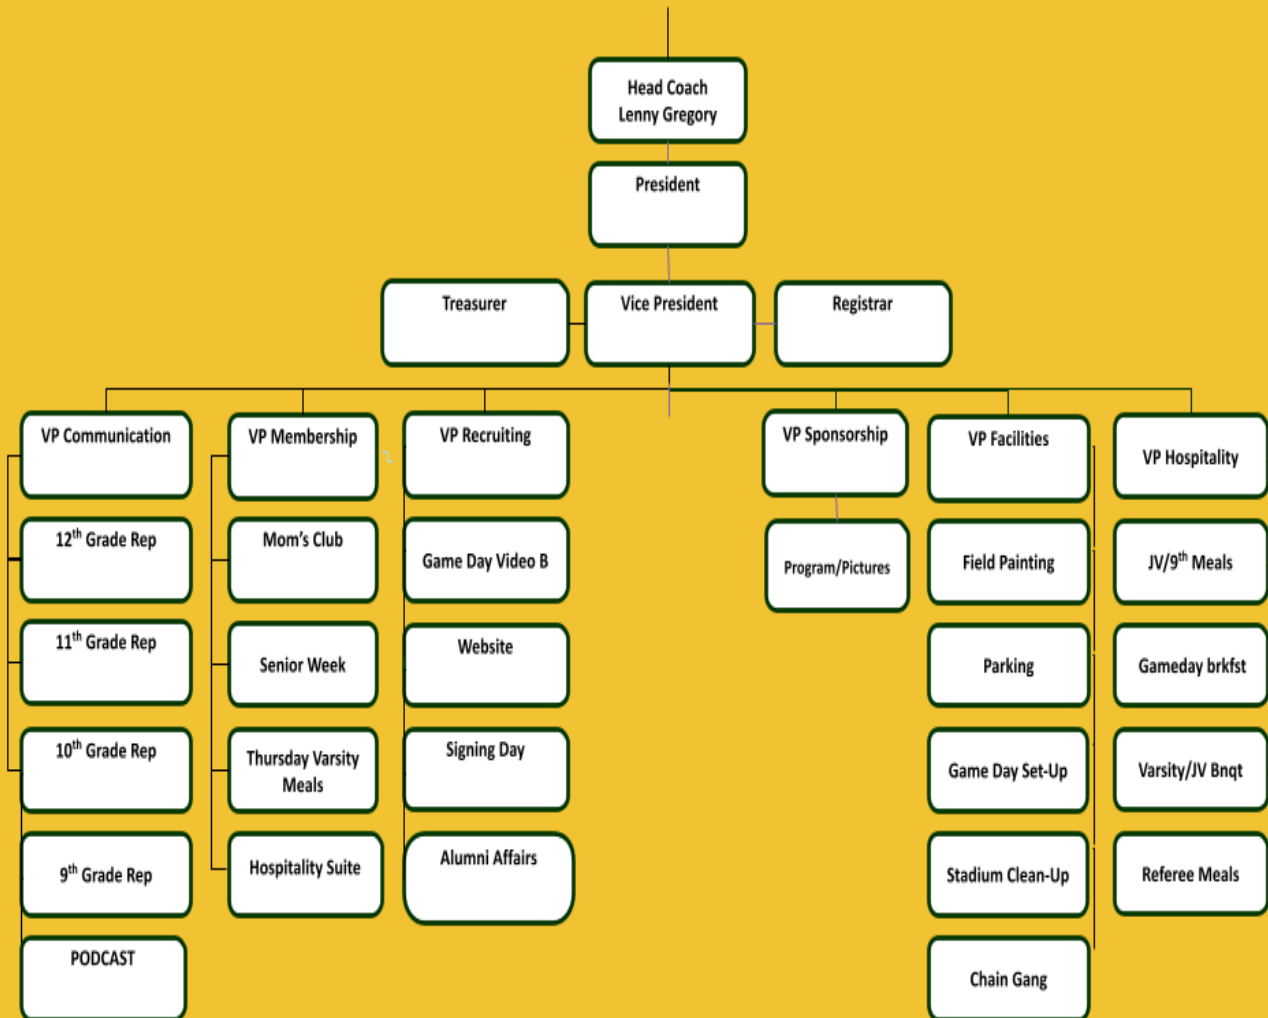 Head Coach
Lenny Gregory
President
Treasurer
Vice President
Registrar
VP Communication
12th Grade Rep
11th Grade Rep
10th Grade Rep
9th Grade Rep
PODCAST
VP Membership
Mom's Club
Senior Week
Thursday Varsity
Meals
Hospitality Suite
VP Recruiting
Game Day Video B
Website
Signing Day
Alumni Affairs
VP Sponsorship
Program/Pictures
VP Facilities
Field Painting
Parking
Game Day Set-Up
Stadium Clean-Up
Chain Gang
VP Hospitality
JV/9th Meals
Gameday brkfst
Varsity/JV Bnqt
Referee Meals